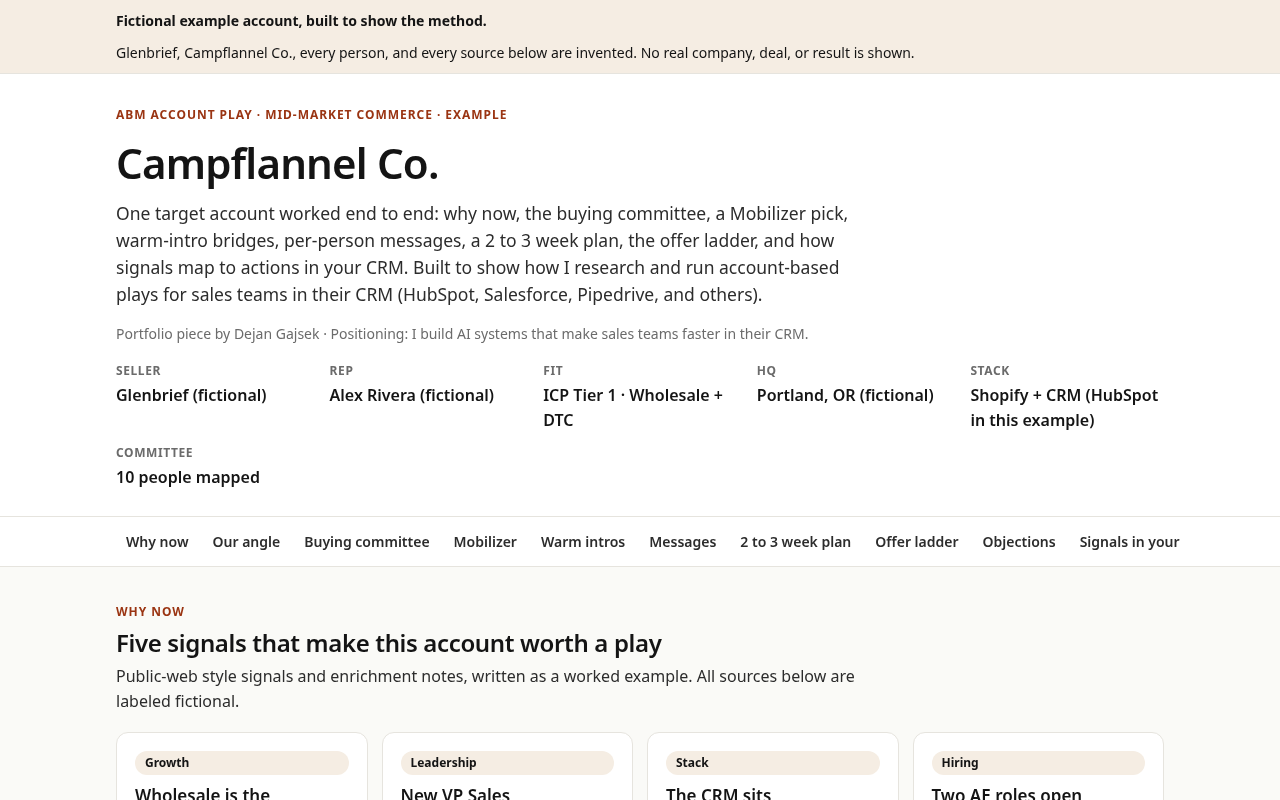 Fictional example account, built to show the method.
Glenbrief, Campflannel Co., every person, and every source below are invented. No real company, deal, or result is shown.
ABM ACCOUNT PLAY · MID-MARKET COMMERCE · EXAMPLE
Campflannel Co.
One target account worked end to end: why now, the buying committee, a Mobilizer pick,
warm-intro bridges, per-person messages, a 2 to 3 week plan, the offer ladder, and how
signals map to actions in your CRM. Built to show how I research and run account-based
plays for sales teams in their CRM (HubSpot, Salesforce, Pipedrive, and others).
Portfolio piece by Dejan Gajsek · Positioning: I build AI systems that make sales teams faster in their CRM.
SELLER
Glenbrief (fictional)
REP
Alex Rivera (fictional)
FIT
ICP Tier 1 · Wholesale +
DTC
HQ
Portland, OR (fictional)
STACK
Shopify + CRM (HubSpot
in this example)
COMMITTEE
10 people mapped
Why now Our angle Buying committee Mobilizer Warm intros Messages 2 to 3 week plan Offer ladder Objections Signals in your
WHY NOW
Five signals that make this account worth a play
Public-web style signals and enrichment notes, written as a worked example. All sources below are
labeled fictional.
Growth
Wholesale is the
Leadership
New VP Sales
Stack
The CRM sits
Hiring
Two AE roles open